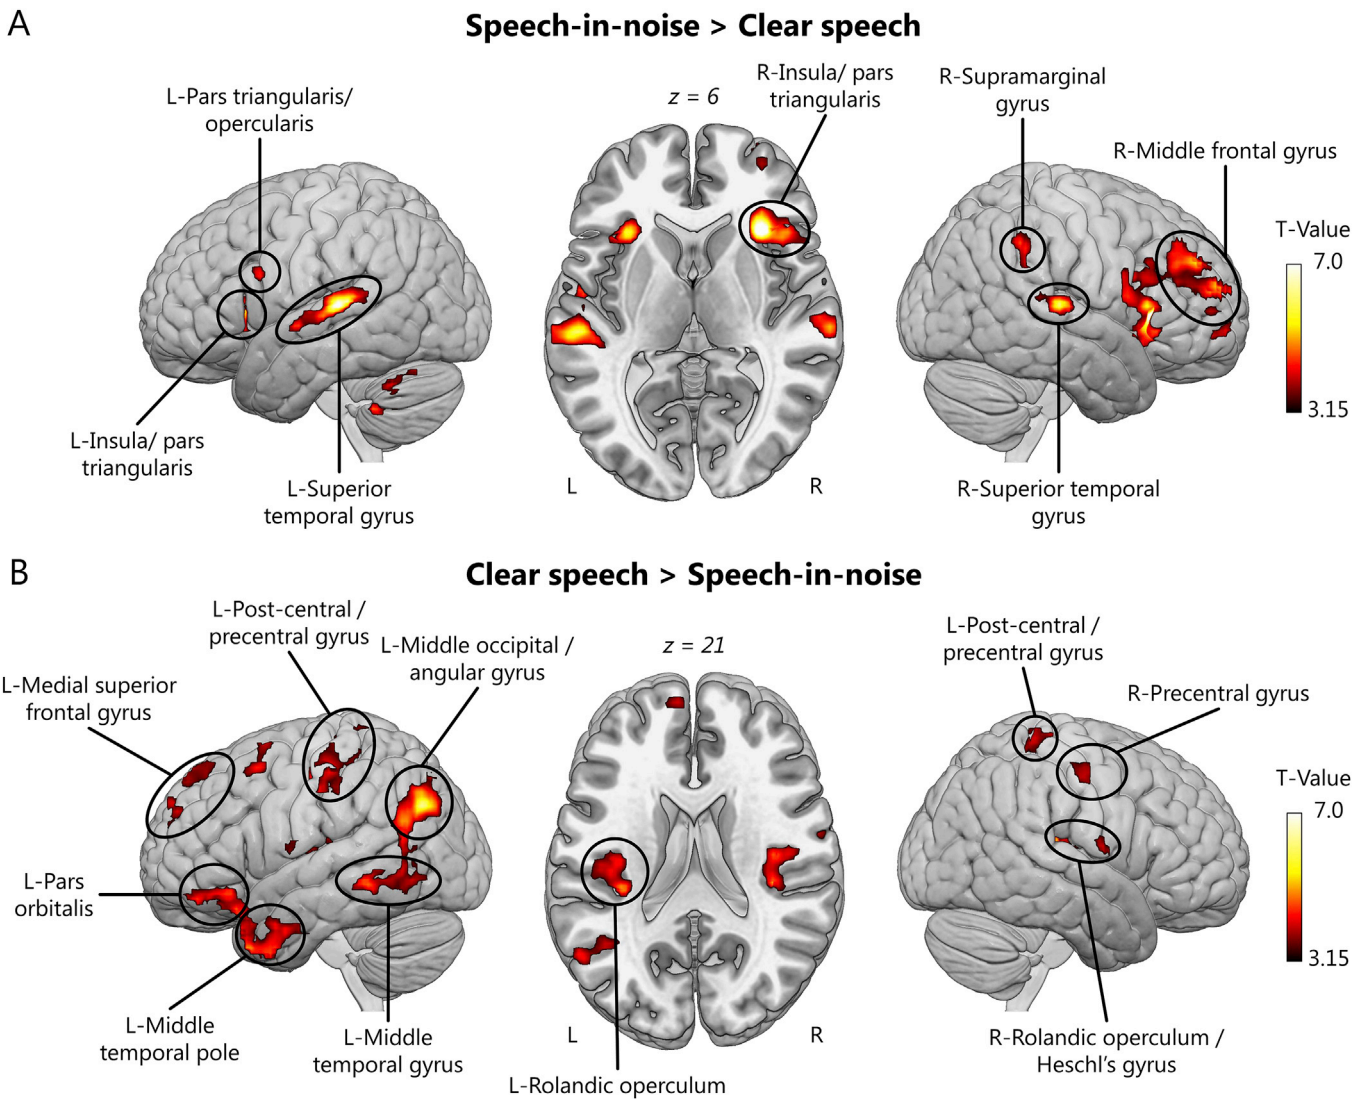 A
Speech-in-noise > Clear speech
L-Pars triangularis/
opercularis
z = 6
R-Insula/ pars
triangularis
R-Supramarginal
gyrus
R-Middle frontal gyrus
T-Value
7.0
3.15
L-Insula/ pars
triangularis
L-Superior
temporal gyrus
L
R
R-Superior temporal
gyrus
B
Clear speech > Speech-in-noise
L-Post-central /
precentral gyrus
L-Middle occipital /
angular gyrus
L-Medial superior
frontal gyrus
z = 21
L-Post-central /
precentral gyrus
R-Precentral gyrus
T-Value
7.0
3.15
L-Pars
orbitalis
L-Middle
temporal pole
L-Middle
temporal gyrus
L
R
L-Rolandic operculum
R-Rolandic operculum /
Heschl's gyrus